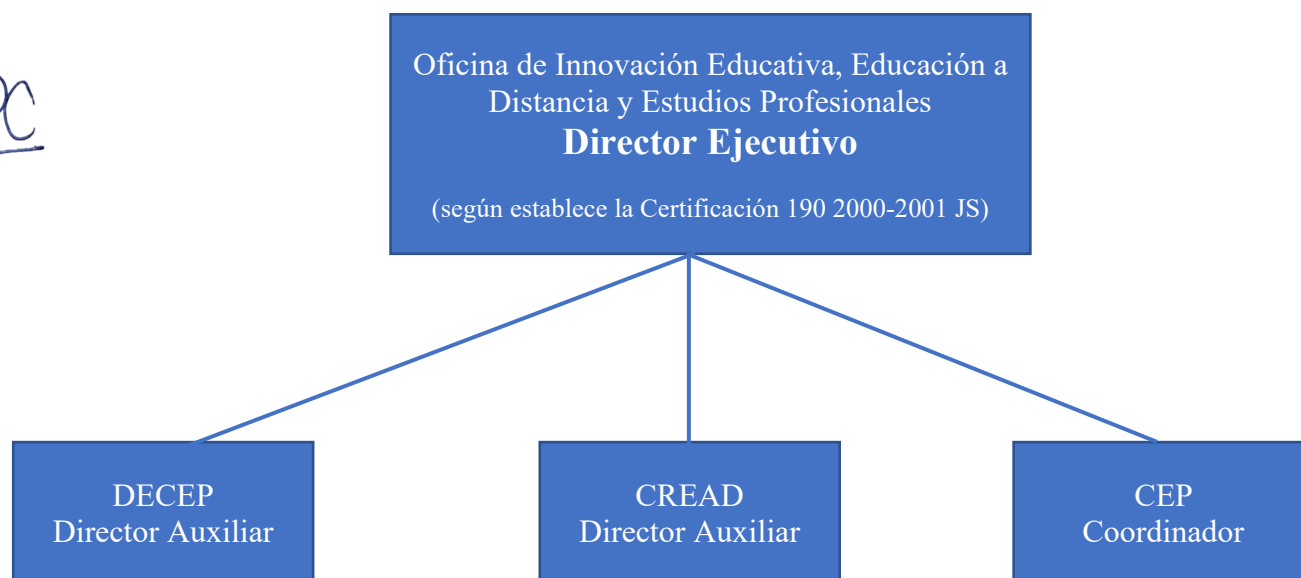 Oficina de Innovación Educativa, Educación a
Distancia y Estudios Profesionales
Director Ejecutivo
(según establece la Certificación 190 2000-2001 JS)
DECEP
Director Auxiliar
CREAD
Director Auxiliar
CEP
Coordinador